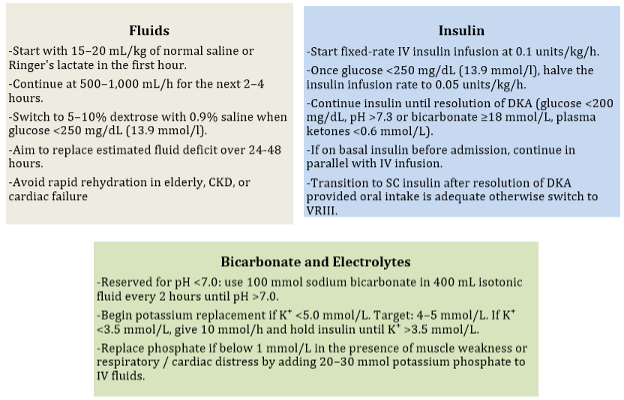 Fluids
-Start with 15–20 mL/kg of normal saline or
Ringer's lactate in the first hour.
-Continue at 500–1,000 mL/h for the next 2–4
hours.
-Switch to 5–10% dextrose with 0.9% saline when
glucose <250 mg/dL (13.9 mmol/l).
-Aim to replace estimated fluid deficit over 24-48
hours.
-Avoid rapid rehydration in elderly, CKD, or
cardiac failure
Insulin
-Start fixed-rate IV insulin infusion at 0.1 units/kg/h.
-Once glucose <250 mg/dL (13.9 mmol/l), halve the
insulin infusion rate to 0.05 units/kg/h.
-Continue insulin until resolution of DKA (glucose <200
mg/dL, pH >7.3 or bicarbonate ≥18 mmol/L, plasma
ketones <0.6 mmol/L).
-If on basal insulin before admission, continue in
parallel with IV infusion.
-Transition to SC insulin after resolution of DKA
provided oral intake is adequate otherwise switch to
VRIII.
Bicarbonate and Electrolytes
-Reserved for pH <7.0: use 100 mmol sodium bicarbonate in 400 mL isotonic
fluid every 2 hours until pH >7.0.
-Begin potassium replacement if K⁺ <5.0 mmol/L. Target: 4–5 mmol/L. If K⁺
<3.5 mmol/L, give 10 mmol/h and hold insulin until K⁺ >3.5 mmol/L.
-Replace phosphate if below 1 mmol/L in the presence of muscle weakness or
respiratory / cardiac distress by adding 20–30 mmol potassium phosphate to
IV fluids.